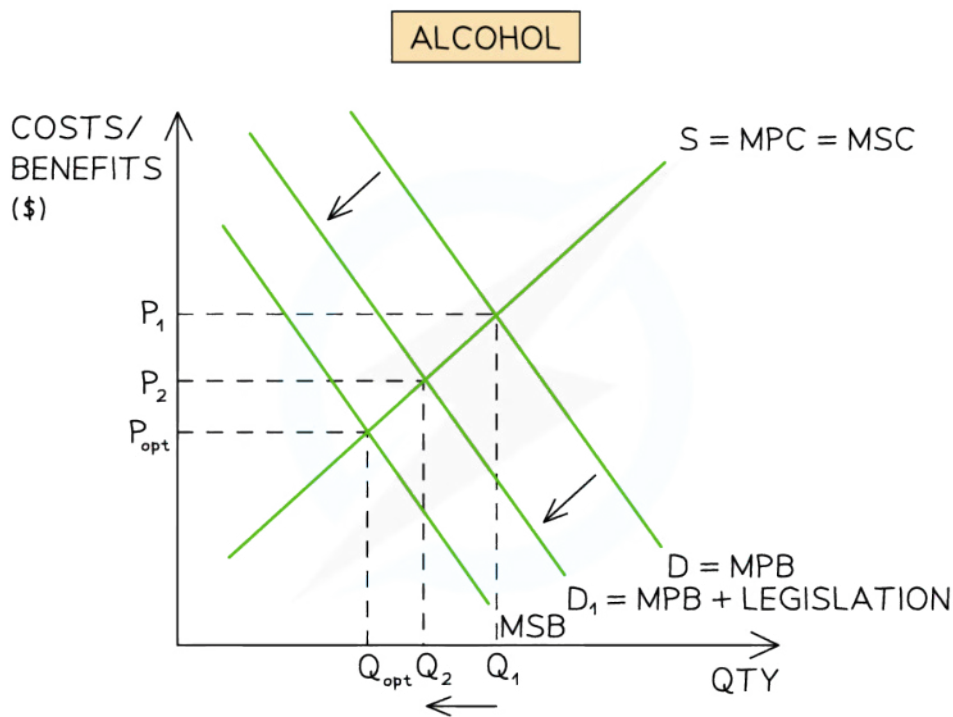 ALCOHOL
COSTS/
BENEFITS
($)
S = MPC = MSC
P₁
P₂
Pₒₚₜ
D = MPB
D₁ = MPB + LEGISLATION
MSB
Qₒₚₜ Q₂ Q₁
QTY